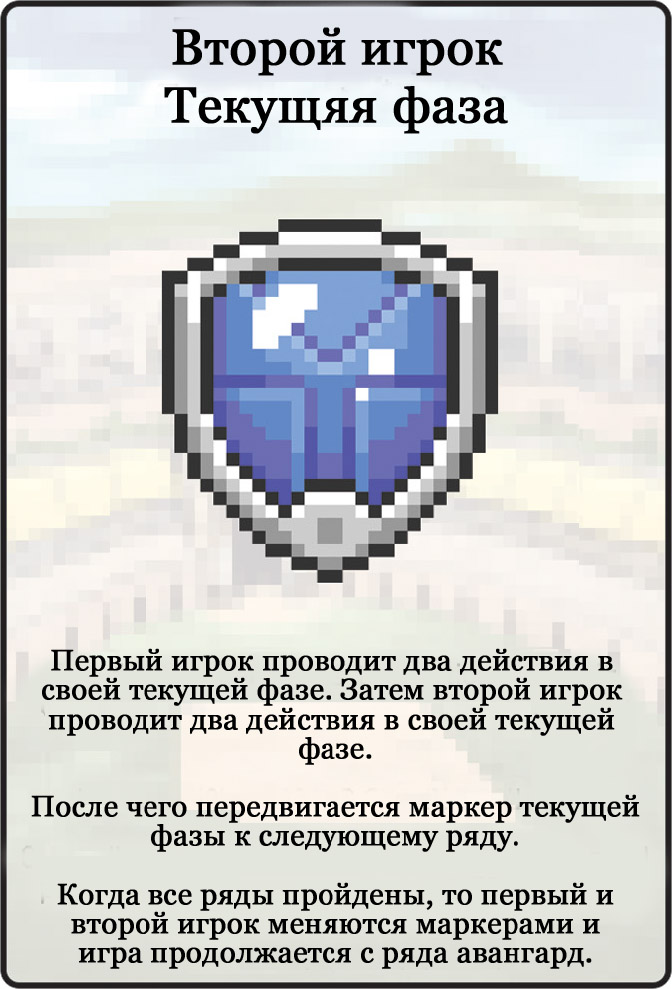 Второй игрок
Текущяя фаза
Первый игрок проводит два действия в
своей текущей фазе. Затем второй игрок
проводит два действия в своей текущей
фазе.
После чего передвигается маркер текущей
фазы к следующему ряду.
Когда все ряды пройдены, то первый и
второй игрок меняются маркерами и
игра продолжается с ряда авангард.